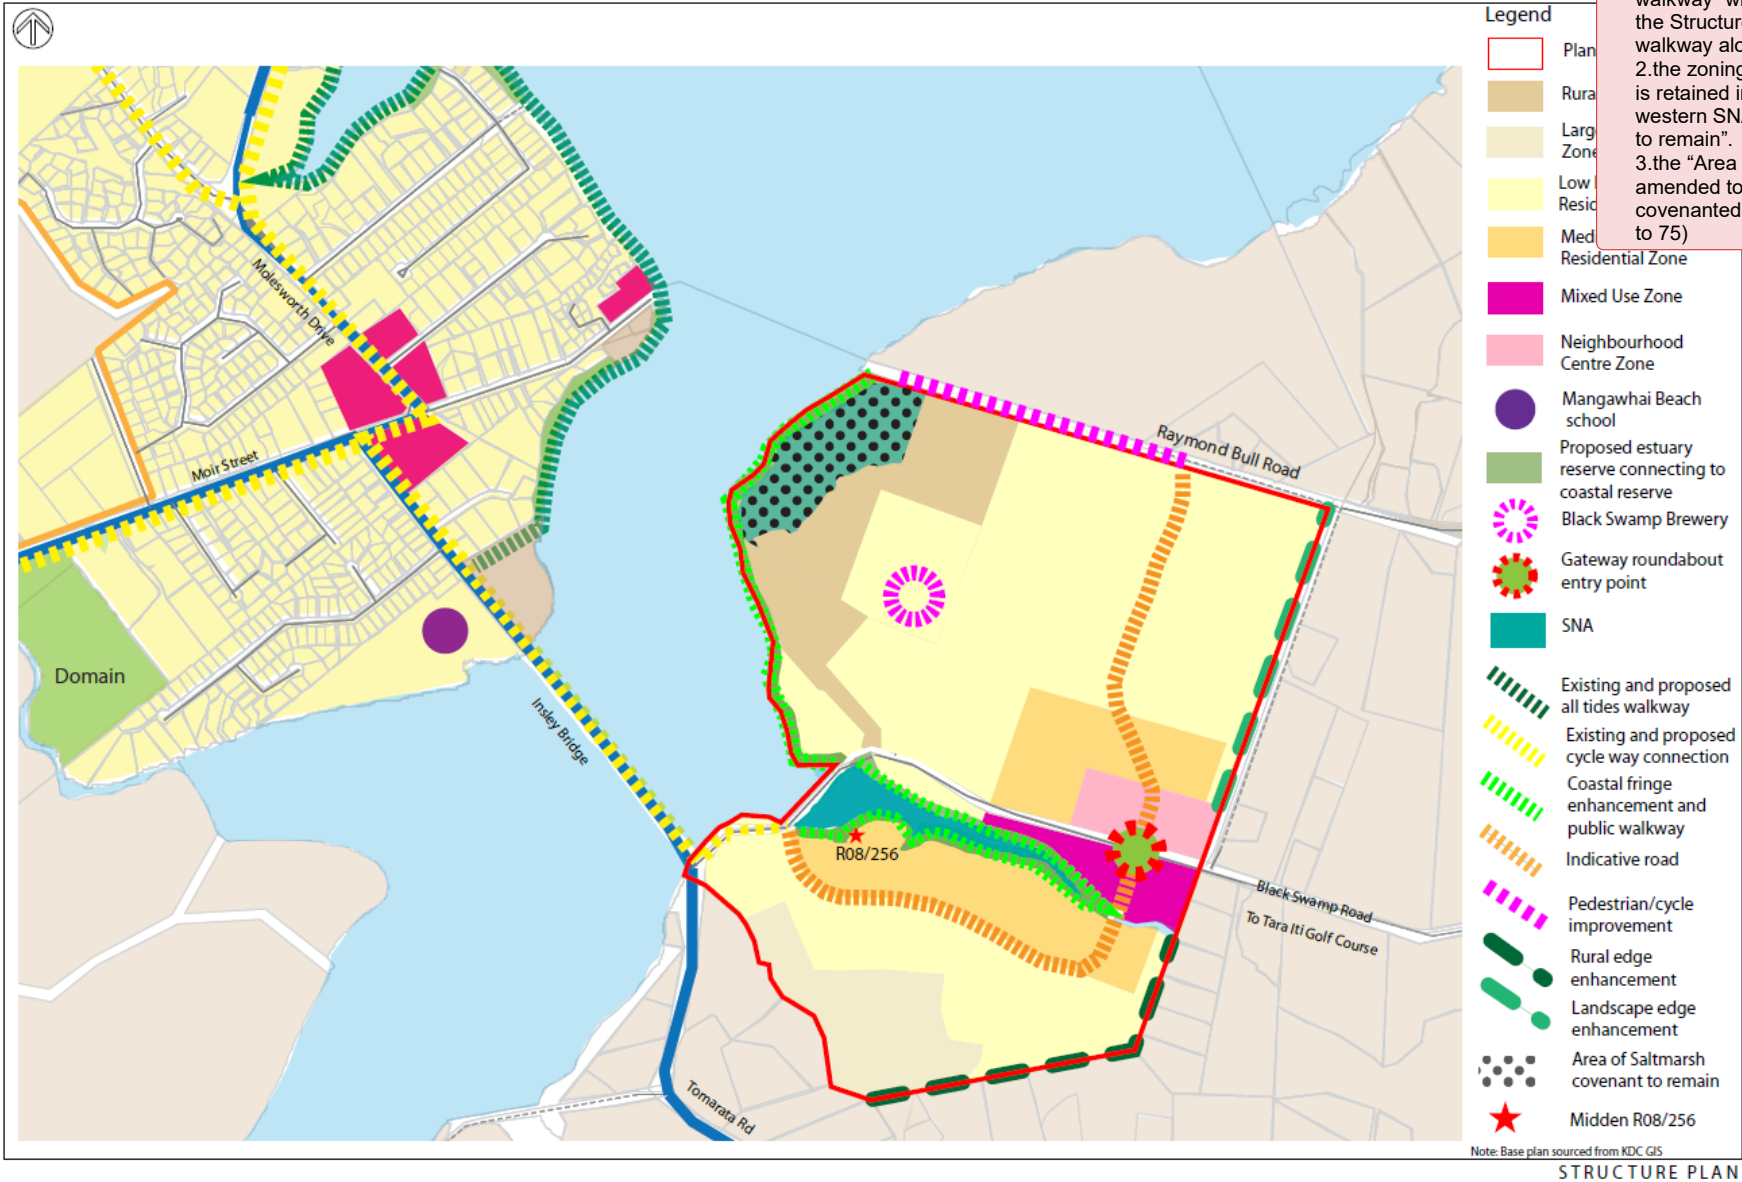 Legend
Plan
Rura
Larg
Zone
Low
Resid
Medi
Residential Zone
Mixed Use Zone
Neighbourhood
Centre Zone
Mangawhai Beach
school
Proposed estuary
reserve connecting to
coastal reserve
Black Swamp Brewery
Gateway roundabout
entry point
SNA
Existing and proposed
all tides walkway
Existing and proposed
cycle way connection
Coastal fringe
enhancement and
public walkway
Indicative road
Pedestrian/cycle
improvement
Rural edge
enhancement
Landscape edge
enhancement
Area of Saltmarsh
covenant to remain
Midden R08/256
Note: Base plan sourced from KDC GIS
STRUCTURE PLAN
walkway" w
the Structure
walkway alo
2.the zoning
is retained i
western SNA
to remain”.
3.the “Area
amended to
covenanted
to 75)
Molesworth Drive
Moir Street
Domain
Insley Bridge
Raymond Bull Road
R08/256
Black Swamp Road
To Tara Iti Golf Course
Tomarata Rd